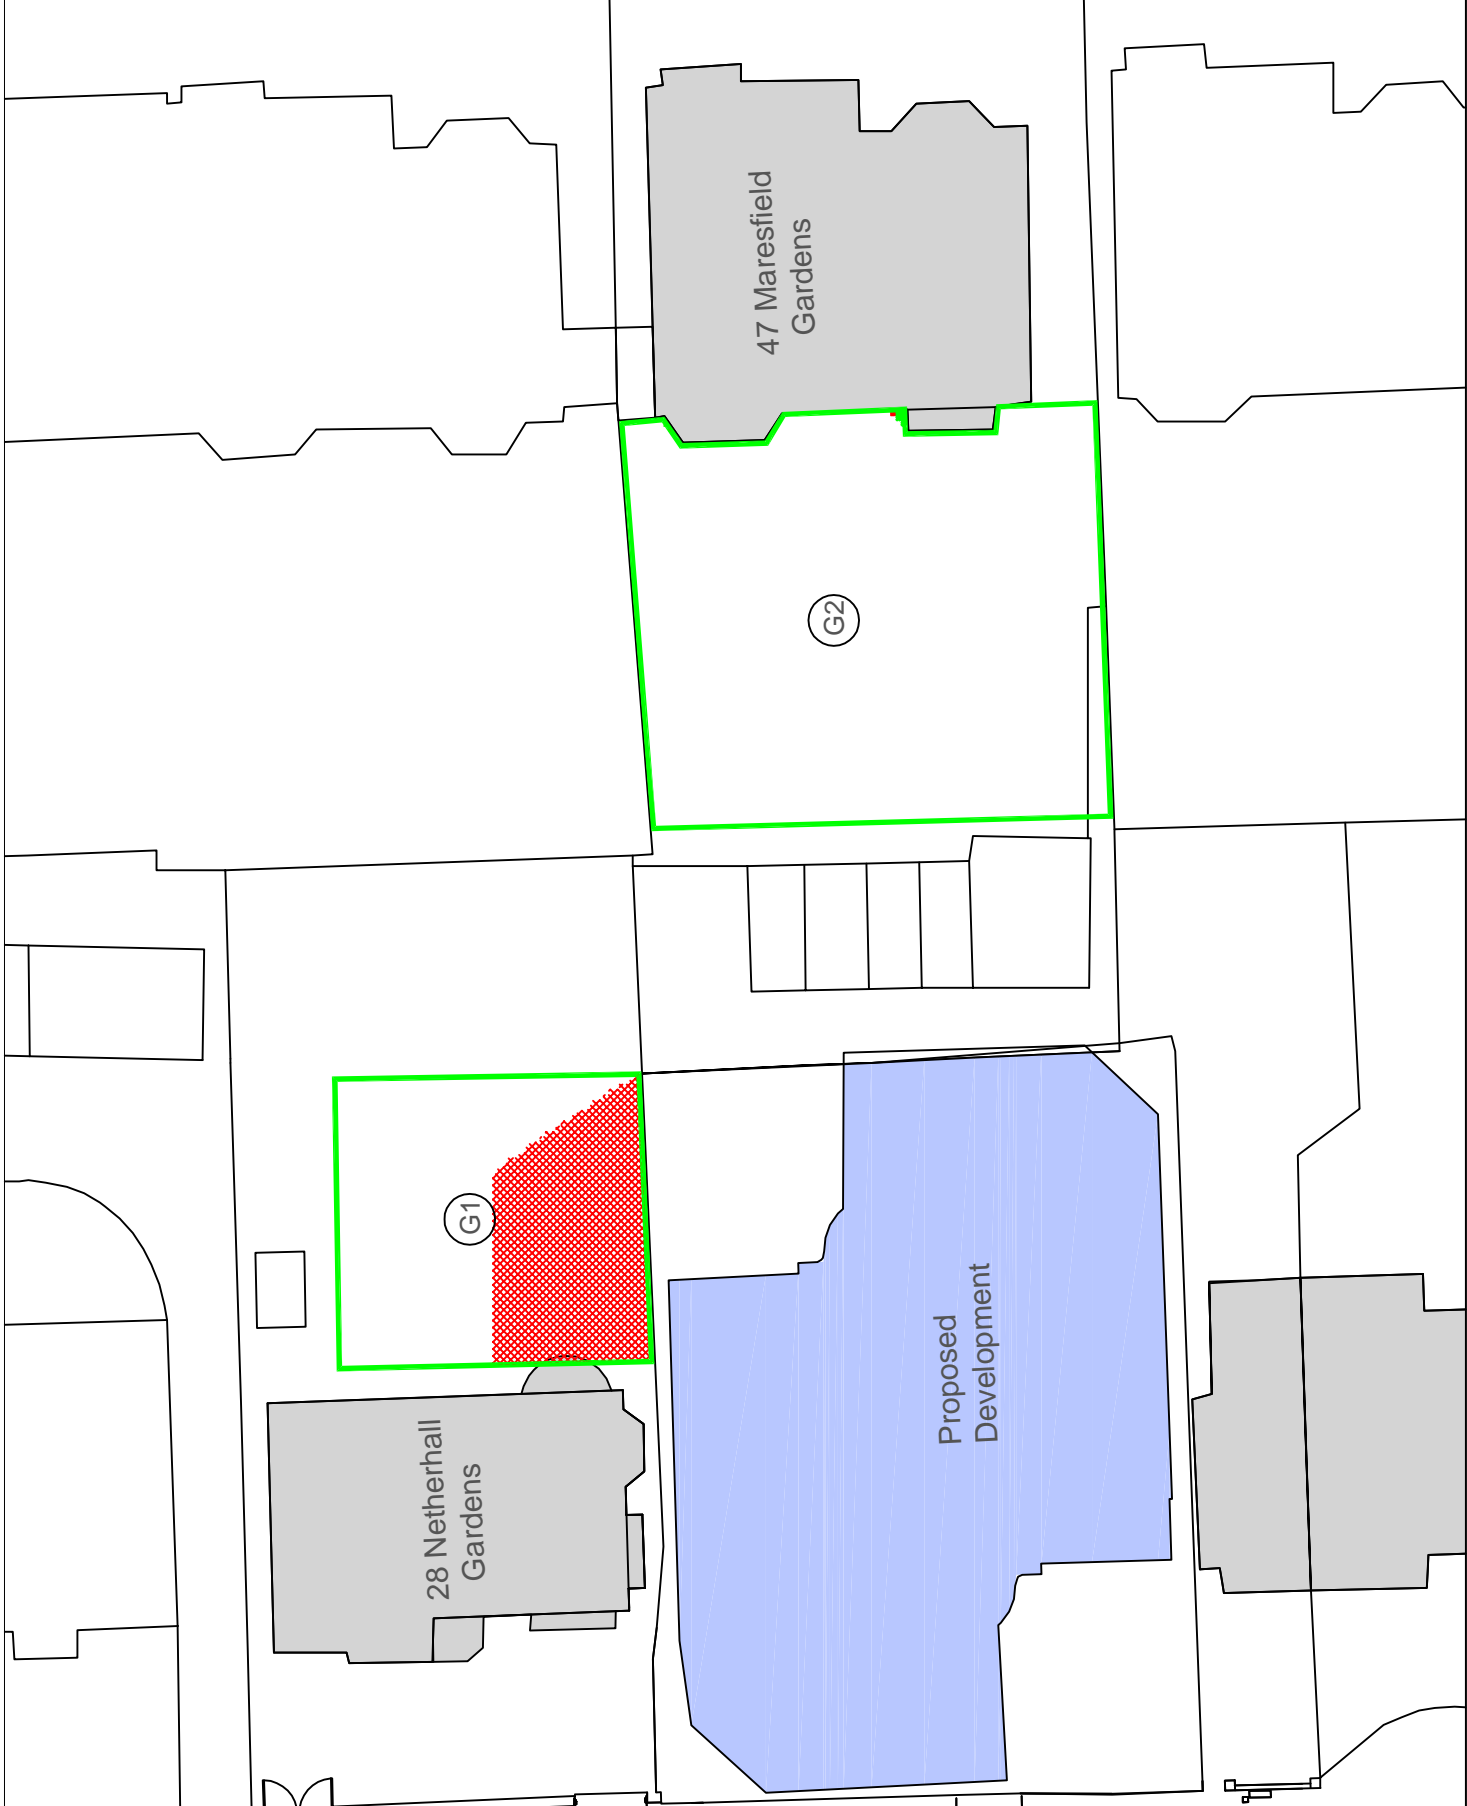 47 Maresfield
Gardens
G2
G1
Proposed
Development
28 Netherhall
Gardens